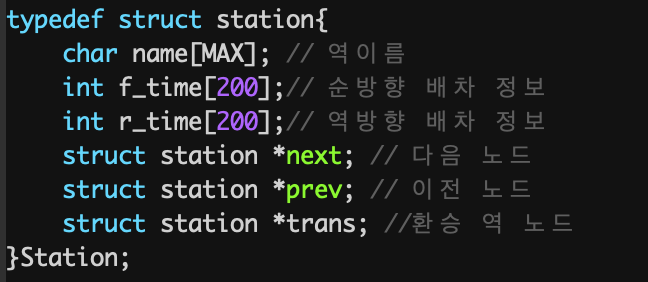 typedef struct station{
    char name[MAX]; // 역이름
    int f_time[200];// 순방향 배차 정보
    int r_time[200];// 역방향 배차 정보
    struct station *next; // 다음 노드
    struct station *prev; // 이전 노드
    struct station *trans; //환승 역 노드
}Station;